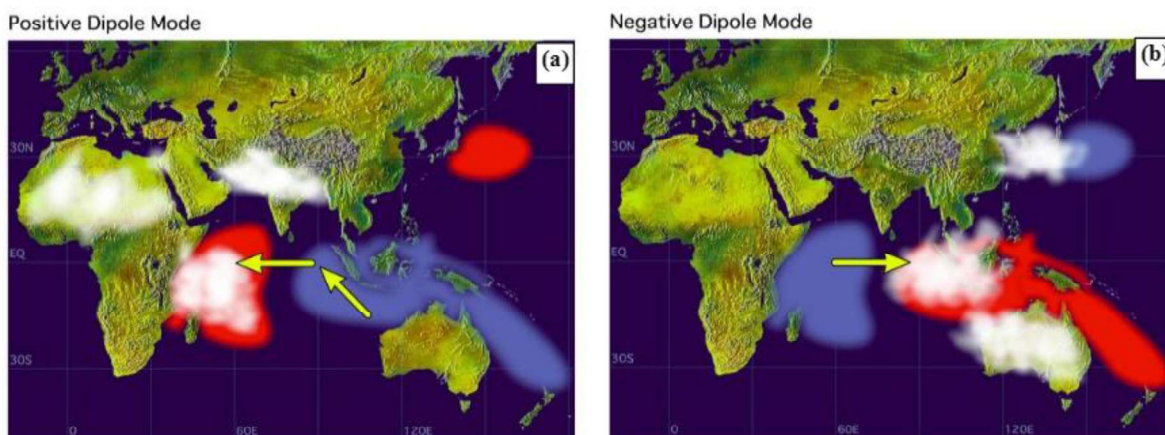 Positive Dipole Mode
(a)
30N
EQ
30S
0
60E
120E
Negative Dipole Mode
(b)
30N
EQ
30S
0
60E
120E